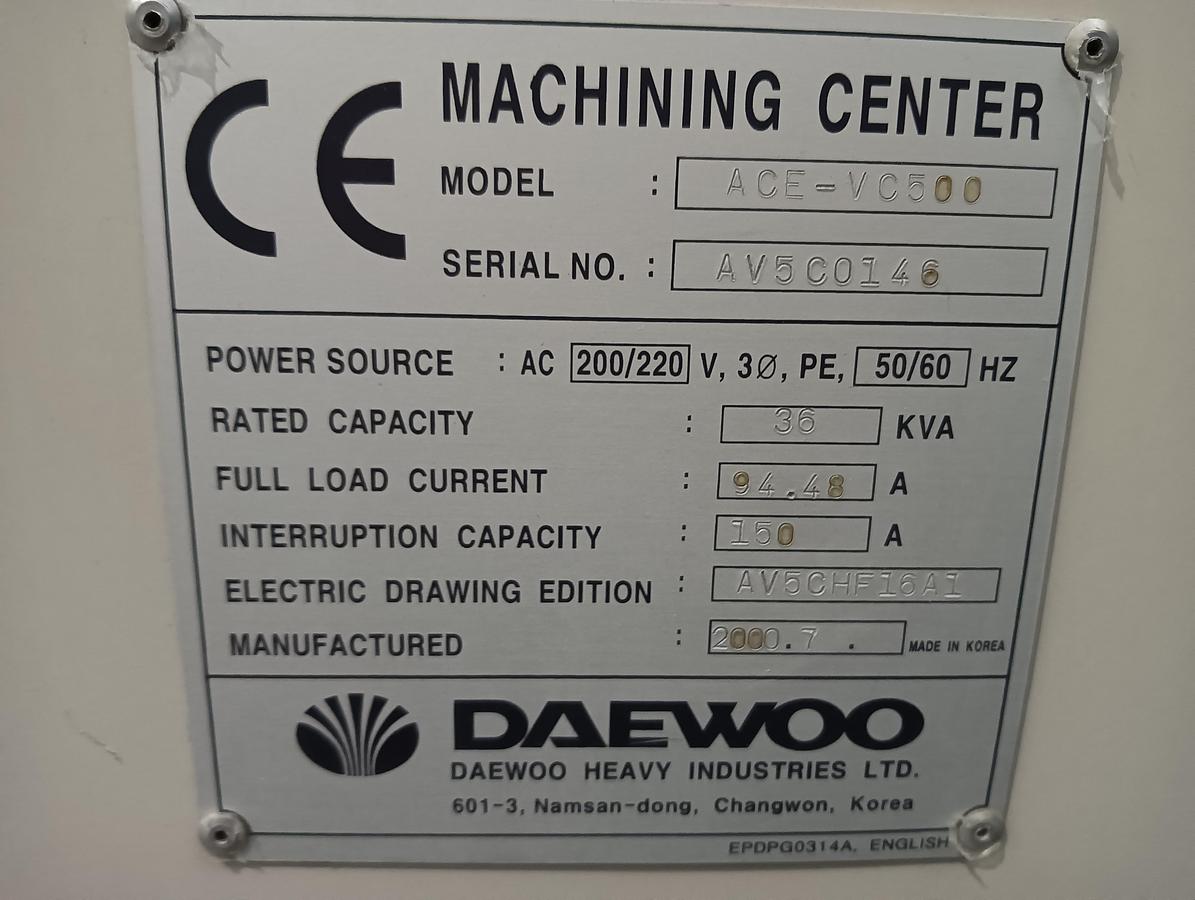 CE MACHINING CENTER
MODEL : ACE-VC500
SERIAL NO. : AV5C0146
POWER SOURCE : AC 200/220 V, 3Ø, PE, 50/60 HZ
RATED CAPACITY : 36 KVA
FULL LOAD CURRENT : 94.48 A
INTERRUPTION CAPACITY : 150 A
ELECTRIC DRAWING EDITION : AV5CHF16A1
MANUFACTURED : 2000.7 . MADE IN KOREA
DAEWOO
DAEWOO HEAVY INDUSTRIES LTD.
601-3, Namsan-dong, Changwon, Korea
EPDPG0314A, ENGLISH